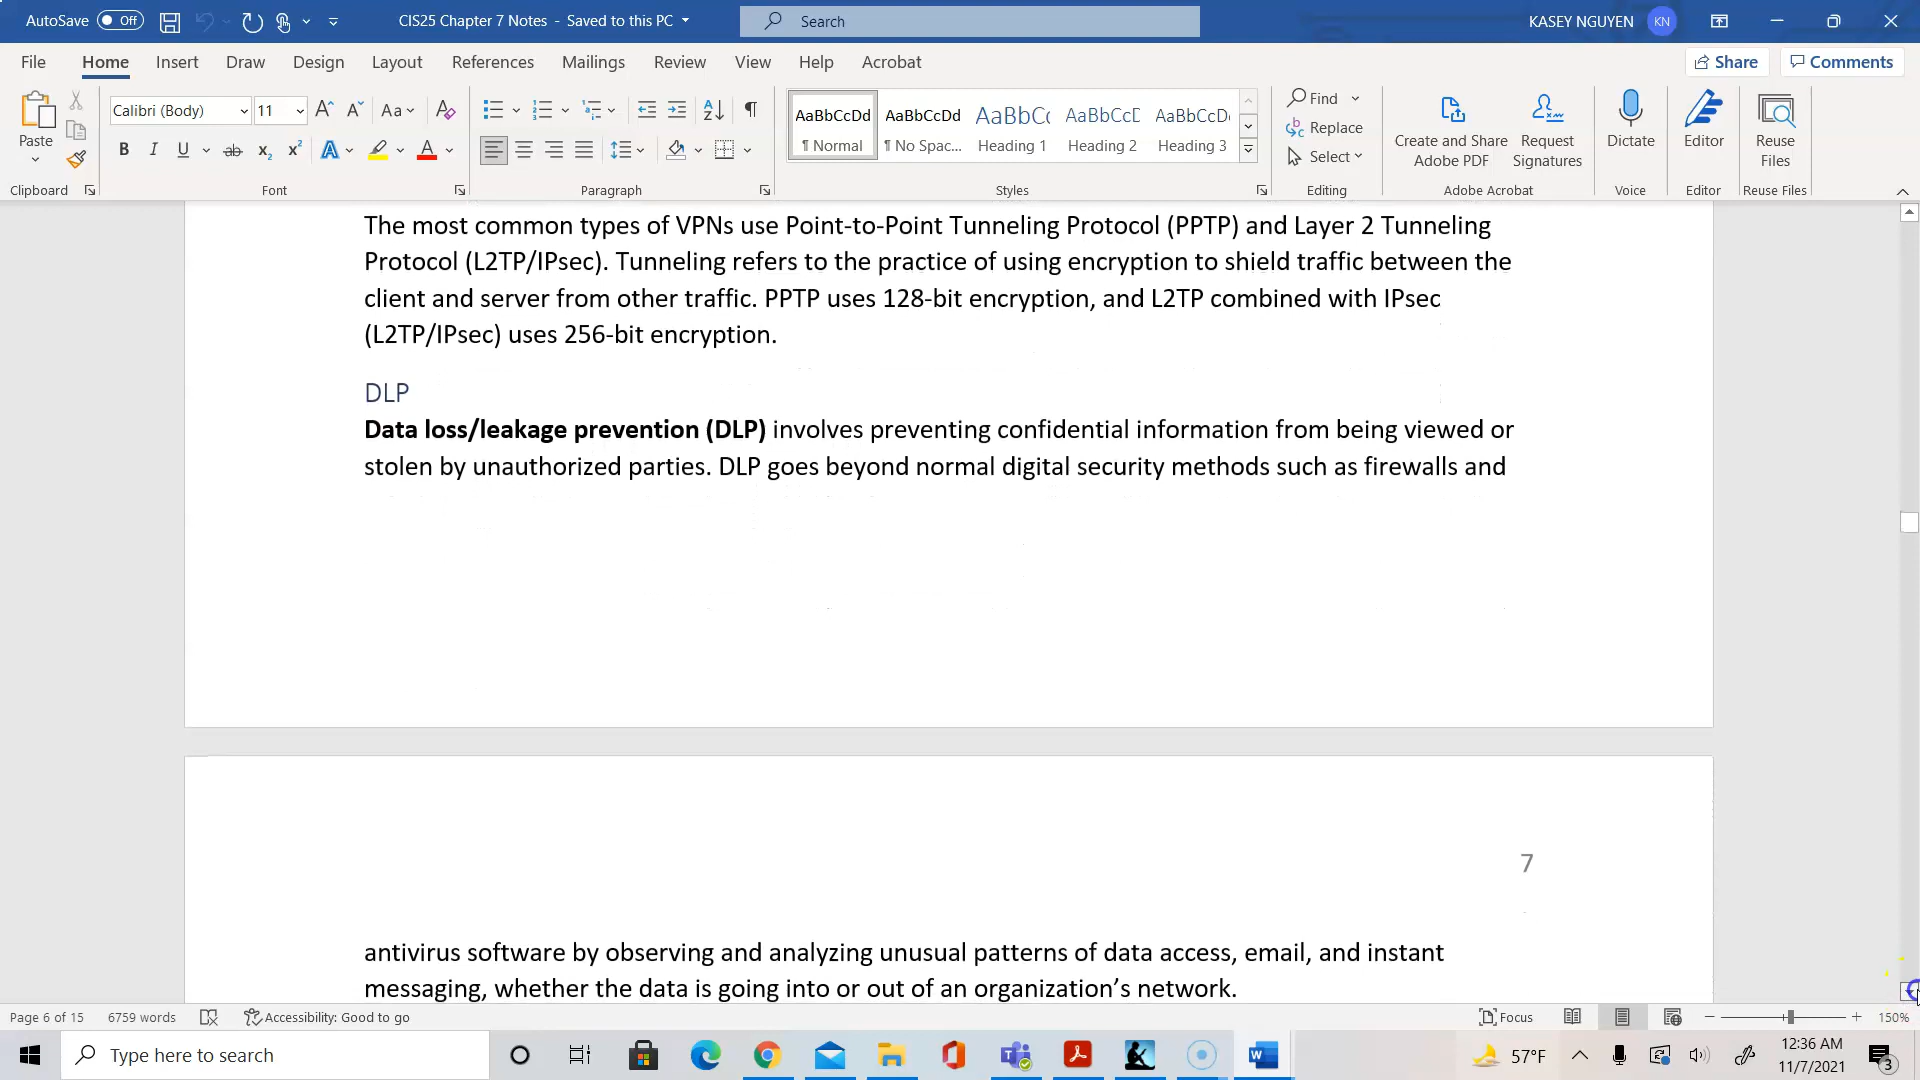 AutoSave Off CIS25 Chapter 7 Notes - Saved to this PC Search KASEY NGUYEN KN
File Home Insert Draw Design Layout References Mailings Review View Help Acrobat Share Comments
Paste
Clipboard
Calibri (Body) 11
Font
Paragraph
AaBbCcDd AaBbCcDd AaBbCc AaBbCcD AaBbCcD
¶ Normal ¶ No Spac... Heading 1 Heading 2 Heading 3
Styles
Find
Replace
Select
Editing
Create and Share
Adobe PDF
Request
Signatures
Adobe Acrobat
Dictate
Voice
Editor
Editor
Reuse
Files
Reuse Files
The most common types of VPNs use Point-to-Point Tunneling Protocol (PPTP) and Layer 2 Tunneling
Protocol (L2TP/IPsec). Tunneling refers to the practice of using encryption to shield traffic between the
client and server from other traffic. PPTP uses 128-bit encryption, and L2TP combined with IPsec
(L2TP/IPsec) uses 256-bit encryption.
DLP
Data loss/leakage prevention (DLP) involves preventing confidential information from being viewed or
stolen by unauthorized parties. DLP goes beyond normal digital security methods such as firewalls and
7
antivirus software by observing and analyzing unusual patterns of data access, email, and instant
messaging, whether the data is going into or out of an organization's network.
Page 6 of 15 6759 words Accessibility: Good to go Focus 150%
Type here to search 57°F 12:36 AM
11/7/2021 3